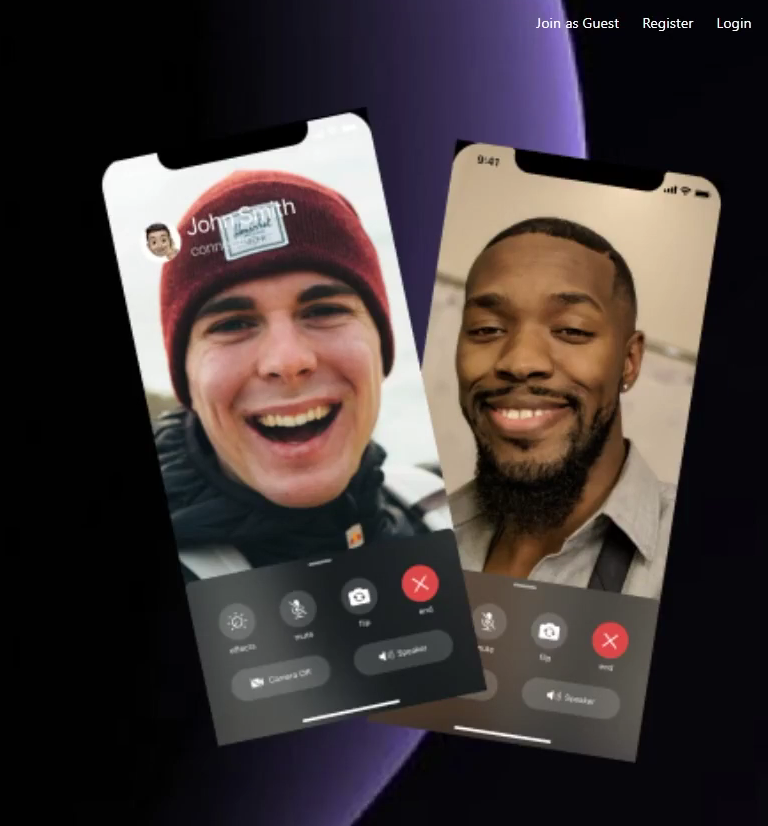 Join as Guest Register Login
John Smith
9:41
effects mute flip end
Camera Off Speaker
mute flip end
Speaker